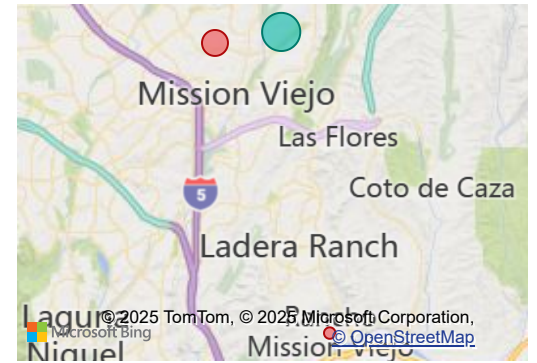 Mission Viejo
Las Flores
Coto de Caza
5
Ladera Ranch
Laguna
Niguel
Rancho
Mission Viejo
Microsoft Bing
© 2025 TomTom, © 2025 Microsoft Corporation,
© OpenStreetMap